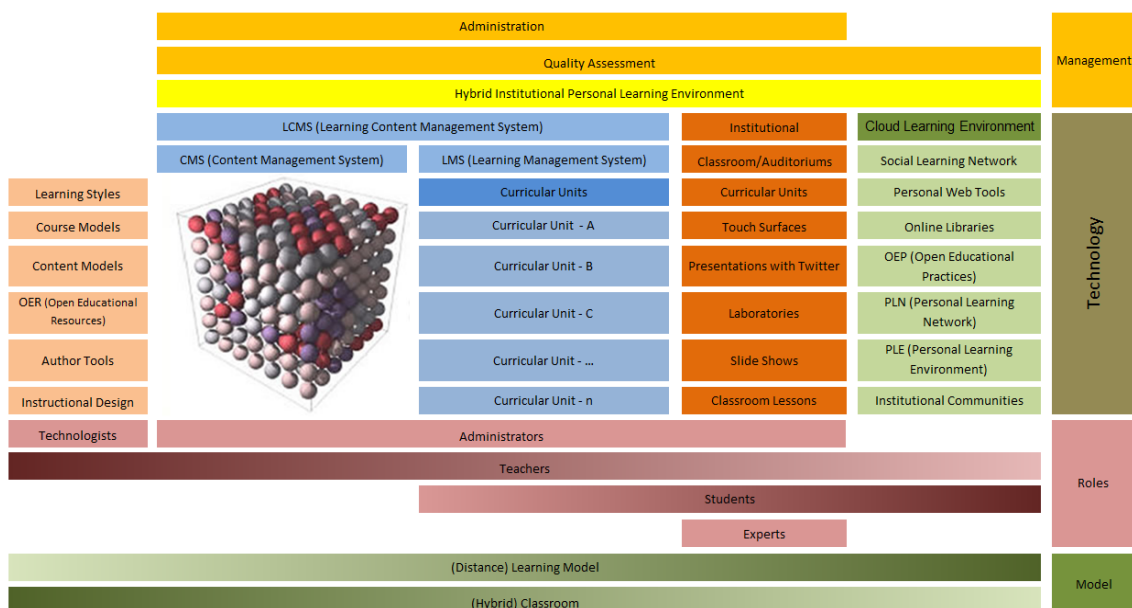 Administration
Quality Assessment
Management
Hybrid Institutional Personal Learning Environment
LCMS (Learning Content Management System)
Institutional
Cloud Learning Environment
CMS (Content Management System)
LMS (Learning Management System)
Classroom/Auditoriums
Social Learning Network
Learning Styles
Curricular Units
Curricular Units
Personal Web Tools
Course Models
Curricular Unit - A
Touch Surfaces
Online Libraries
Content Models
Curricular Unit - B
Presentations with Twitter
OEP (Open Educational
Practices)
Technology
OER (Open Educational
Resources)
Curricular Unit - C
Laboratories
PLN (Personal Learning
Network)
Author Tools
Curricular Unit - ...
Slide Shows
PLE (Personal Learning
Environment)
Instructional Design
Curricular Unit - n
Classroom Lessons
Institutional Communities
Technologists
Administrators
Teachers
Roles
Students
Experts
(Distance) Learning Model
Model
(Hybrid) Classroom